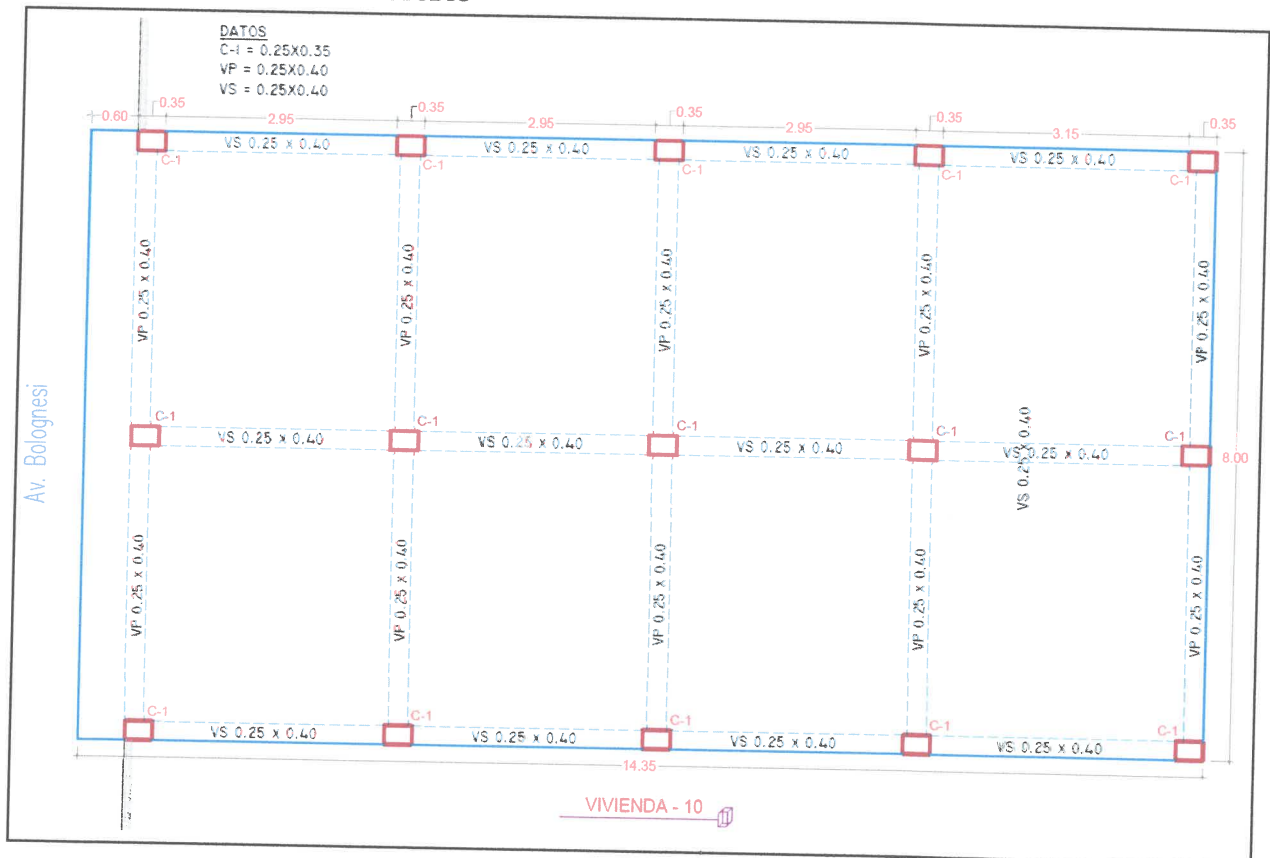 DATOS
C-1 = 0.25X0.35
VP = 0.25X0.40
VS = 0.25X0.40
0.60 0.35 2.95 0.35 2.95 0.35 2.95 0.35 3.15 0.35
VS 0.25 x 0.40 VS 0.25 x 0.40 VS 0.25 x 0.40 VS 0.25 x 0.40
C-1 C-1 C-1 C-1 C-1
VP 0.25 x 0.40 VP 0.25 x 0.40 VP 0.25 x 0.40 VP 0.25 x 0.40 VP 0.25 x 0.40
Av. Bolognesi
C-1 C-1 C-1 C-1 C-1
VS 0.25 x 0.40 VS 0.25 x 0.40 VS 0.25 x 0.40 VS 0.25 x 0.40
VS 0.25 x 0.40
8.00
VP 0.25 x 0.40 VP 0.25 x 0.40 VP 0.25 x 0.40 VP 0.25 x 0.40 VP 0.25 x 0.40
C-1 C-1 C-1 C-1 C-1
VS 0.25 x 0.40 VS 0.25 x 0.40 VS 0.25 x 0.40 VS 0.25 x 0.40
14.35
VIVIENDA - 10